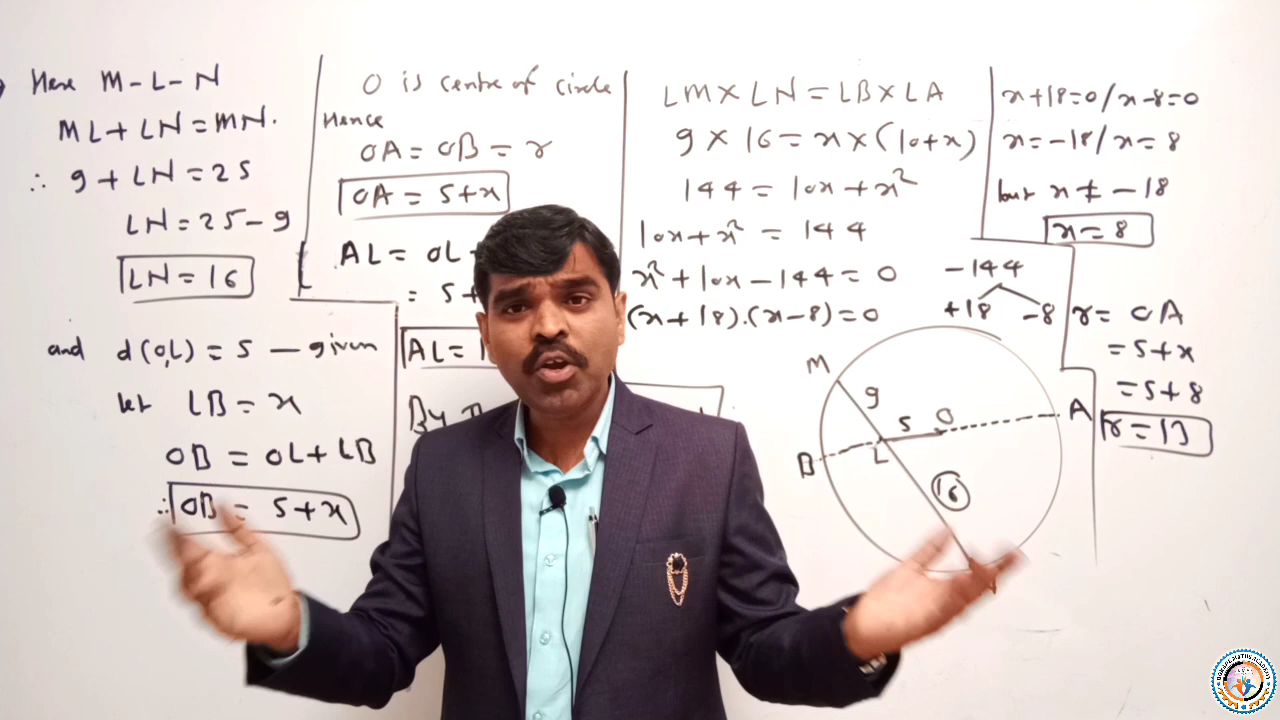 Here M-L-N
ML+LN=MN.
∴ 9+LN=25
LN=25-9
LN=16
and d(O,L)=5 — given
let LB=x
OB=OL+LB
∴ OB=5+x
O is centre of circle
Hence
OA=OB=r
OA=5+x
AL=OL
=5+
AL=1
By
LM×LN=LB×LA
9×16=x×(10+x)
144=10x+x²
10x+x²=144
x²+10x-144=0
(x+18).(x-8)=0
x+18=0/x-8=0
x=-18/x=8
but x≠-18
x=8
-144
+18 -8
r=OA
=5+x
=5+8
r=13
M
9
5 O
A
B
L
16